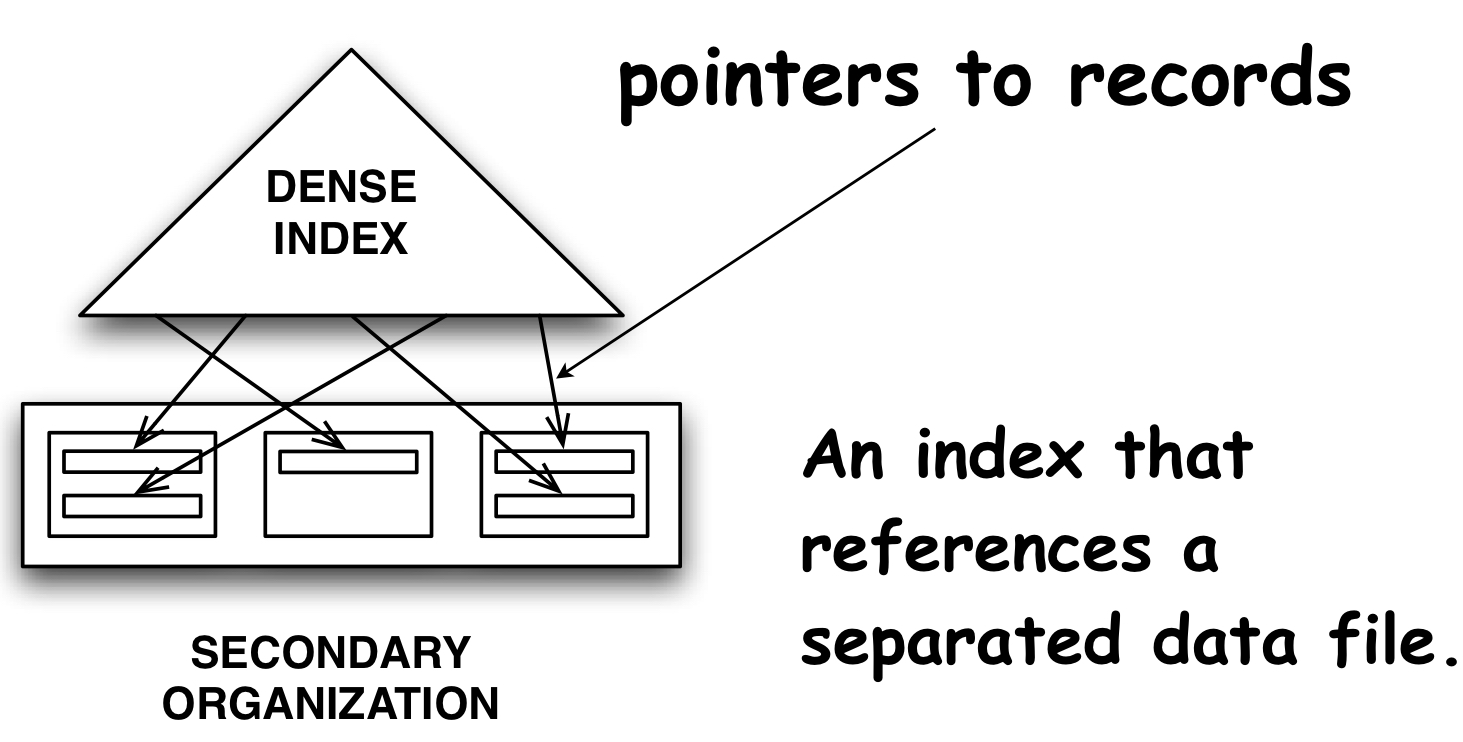 pointers to records
DENSE
INDEX
An index that
references a
separated data file.
SECONDARY
ORGANIZATION